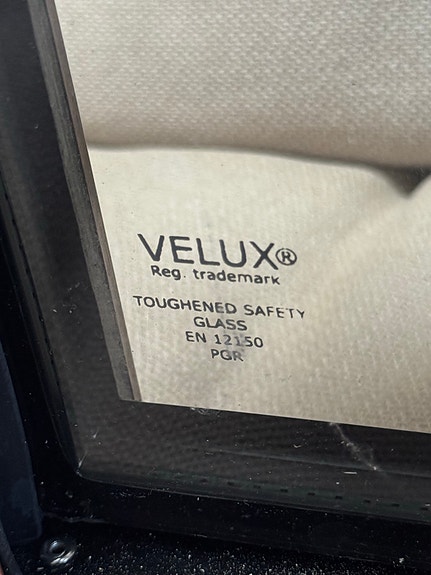 VELUX®
Reg. trademark
TOUGHENED SAFETY
GLASS
EN 12150
PGR